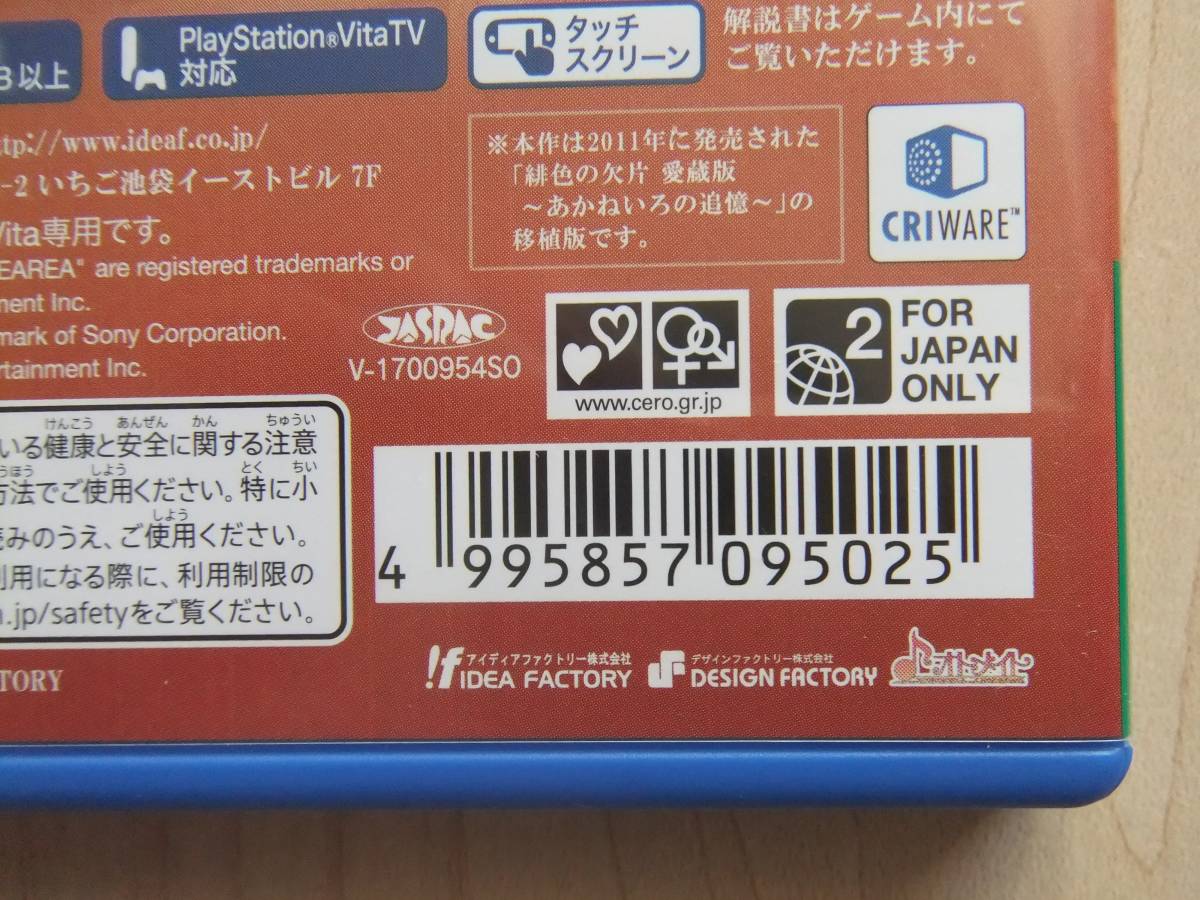 3 以上
PlayStation®VitaTV
対応
タッチ
スクリーン
解説書はゲーム内にて
ご覧いただけます。
ttp://www.ideaf.co.jp/
-2 いちご池袋イーストビル 7F
Vita専用です。
EAREA" are registered trademarks or
ment Inc.
mark of Sony Corporation.
rtainment Inc.
※本作は2011年に発売された
「緋色の欠片 愛蔵版
～あかねいろの追憶～」の
移植版です。
CRIWARE™
JASPAC
V-1700954SO
www.cero.gr.jp
2
FOR
JAPAN
ONLY
けんこう あんぜん かん ちゅうい
いる健康と安全に関する注意
うほう しよう とく ちい
方法でご使用ください。特に小
しよう
読みのうえ、ご使用ください。
利用になる際に、利用制限の
n.jp/safetyをご覧ください。
4 995857 095025
TORY
!f アイディアファクトリー株式会社
IDEA FACTORY
デザインファクトリー株式会社
DESIGN FACTORY
オトメイト